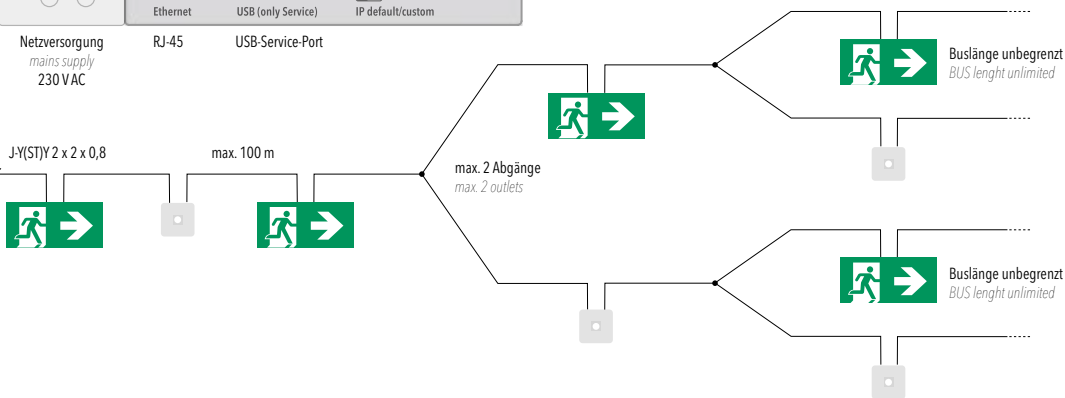 Ethernet
USB (only Service)
IP default/custom
Netzversorgung
mains supply
230 V AC
RJ-45
USB-Service-Port
Buslänge unbegrenzt
BUS lenght unlimited
J-Y(ST)Y 2 x 2 x 0,8
max. 100 m
max. 2 Abgänge
max. 2 outlets
Buslänge unbegrenzt
BUS lenght unlimited